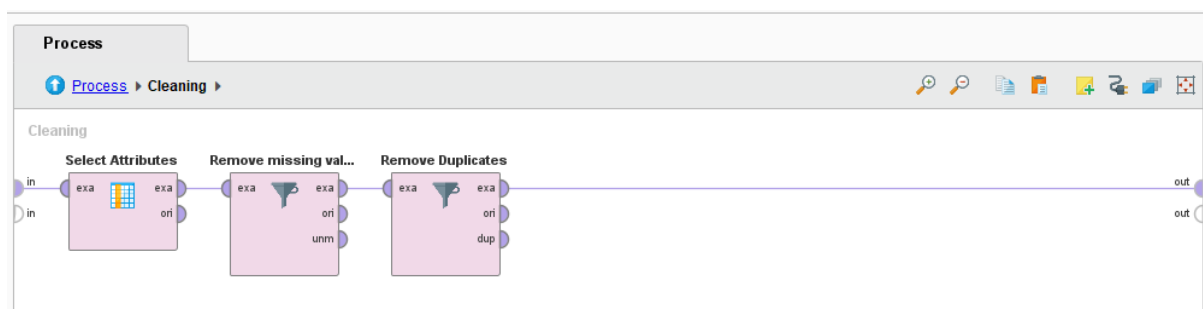 Process
Process Cleaning
Cleaning
Select Attributes Remove missing val... Remove Duplicates
in exa exa exa exa exa exa out
in ori ori ori out
unm dup